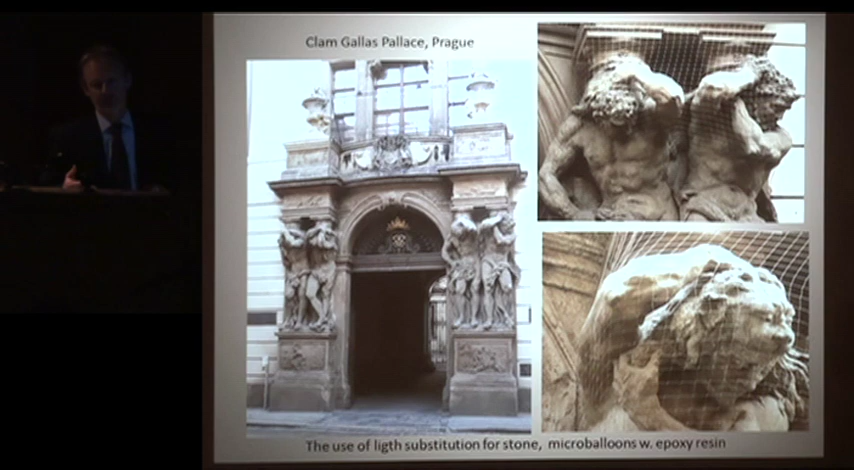 Clam Gallas Pallace, Prague
The use of ligth substitution for stone, microballoons w. epoxy resin